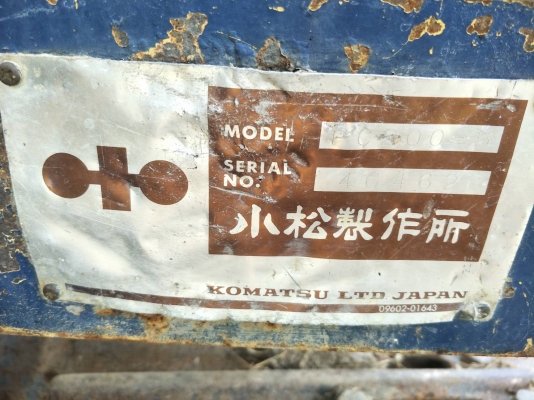 MODEL
SERIAL
NO.
小松製作所
KOMATSU LTD JAPAN
09602-01643